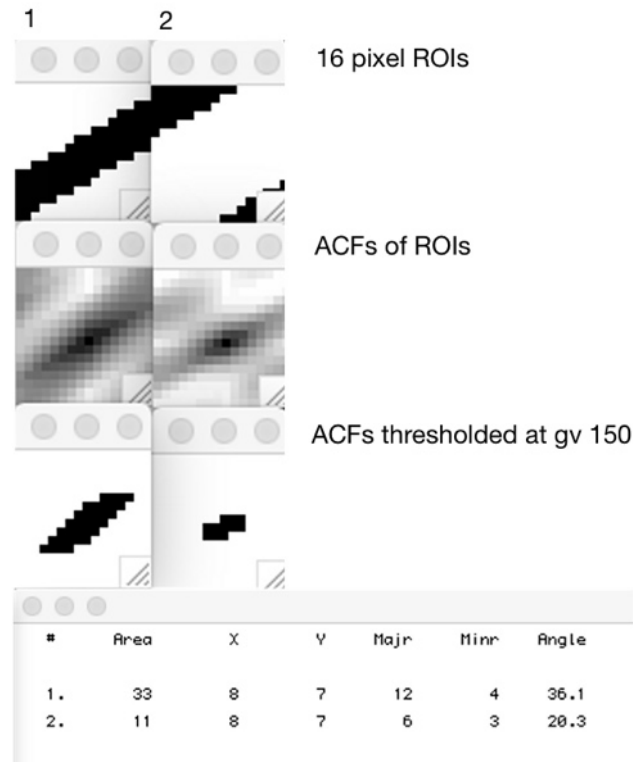 1 2
16 pixel ROIs
ACFs of ROIs
ACFs thresholded at gv 150
# Area X Y Majr Minr Angle
1. 33 8 7 12 4 36.1
2. 11 8 7 6 3 20.3